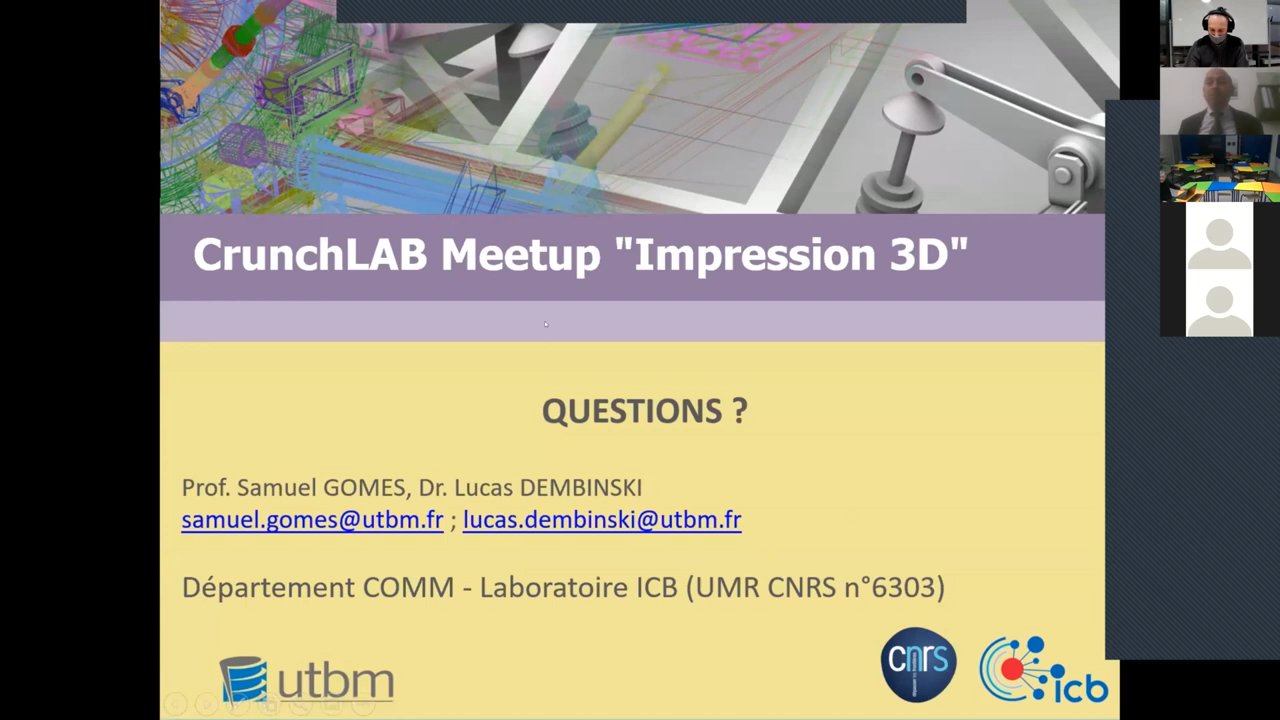 CrunchLAB Meetup "Impression 3D"
QUESTIONS ?
Prof. Samuel GOMES, Dr. Lucas DEMBINSKI
samuel.gomes@utbm.fr ; lucas.dembinski@utbm.fr
Département COMM - Laboratoire ICB (UMR CNRS n°6303)
utbm
cnrs
icb